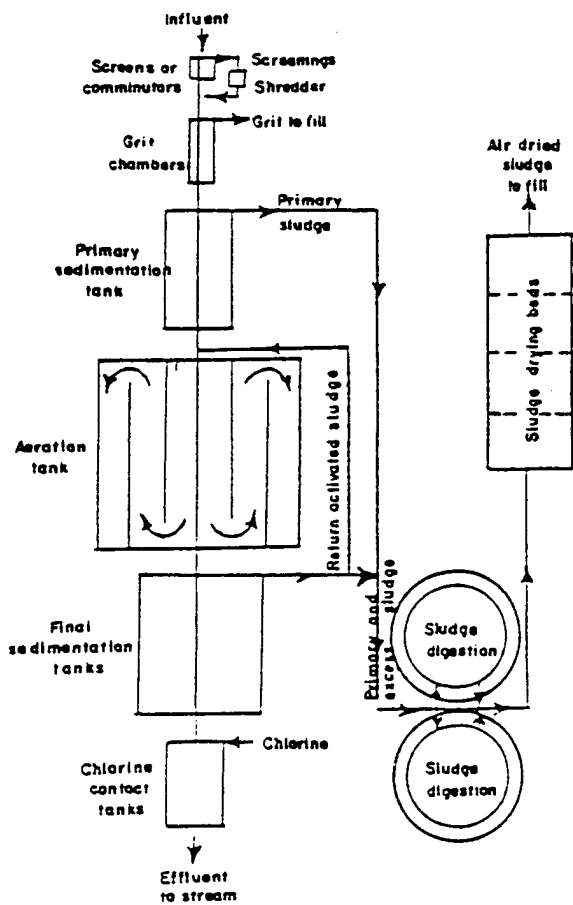 Influent
Screens or
comminutors
Screenings
Shredder
Grit to fill
Grit
chambers
Air dried
sludge
to fill
Primary
sludge
Primary
sedimentation
tank
Sludge drying beds
Return activated sludge
Aeration
tank
Primary and
excess sludge
Final
sedimentation
tanks
Sludge
digestion
Chlorine
Chlorine
contact
tanks
Sludge
digestion
Effluent
to stream